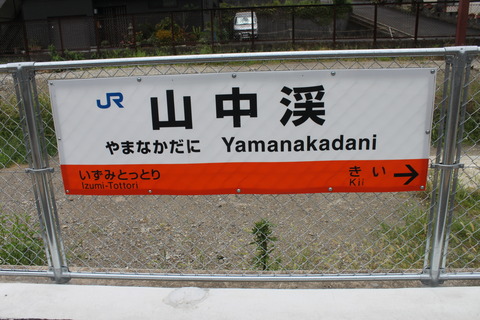 JR 山中渓
やまなかだに Yamanakadani
いずみとっとり きい →
Izumi-Tottori Kii